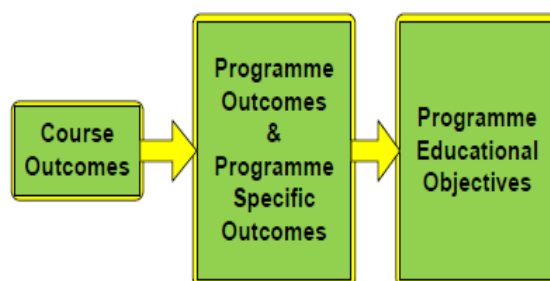 Course
Outcomes
Programme
Outcomes
&
Programme
Specific
Outcomes
Programme
Educational
Objectives